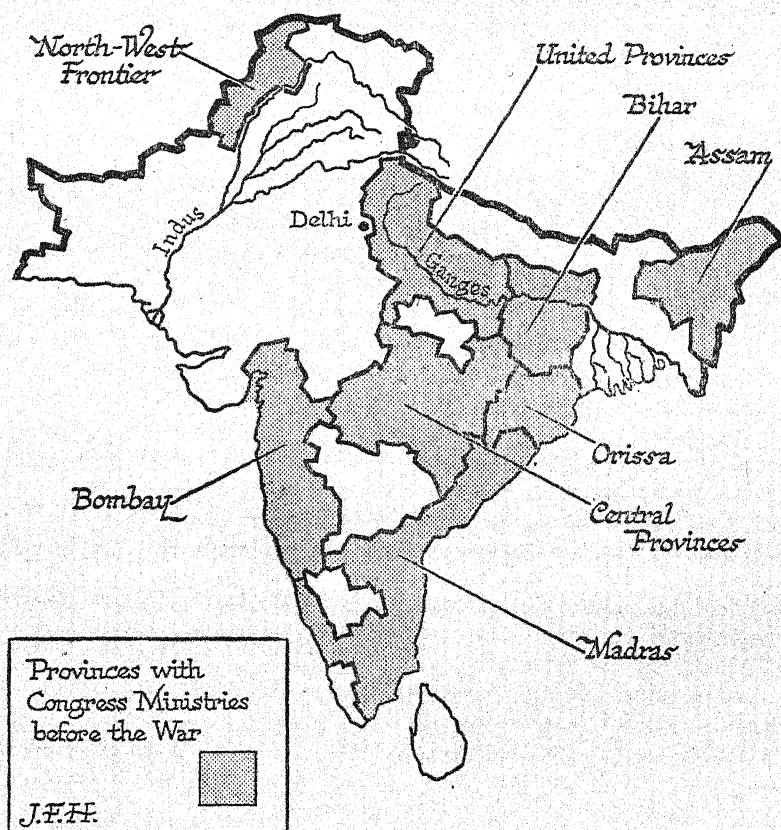 North-West
Frontier
United Provinces
Bihar
Assam
Indus
Delhi
Ganges
Bombay
Orissa
Central
Provinces
Madras
Provinces with
Congress Ministries
before the War
J.F.H.